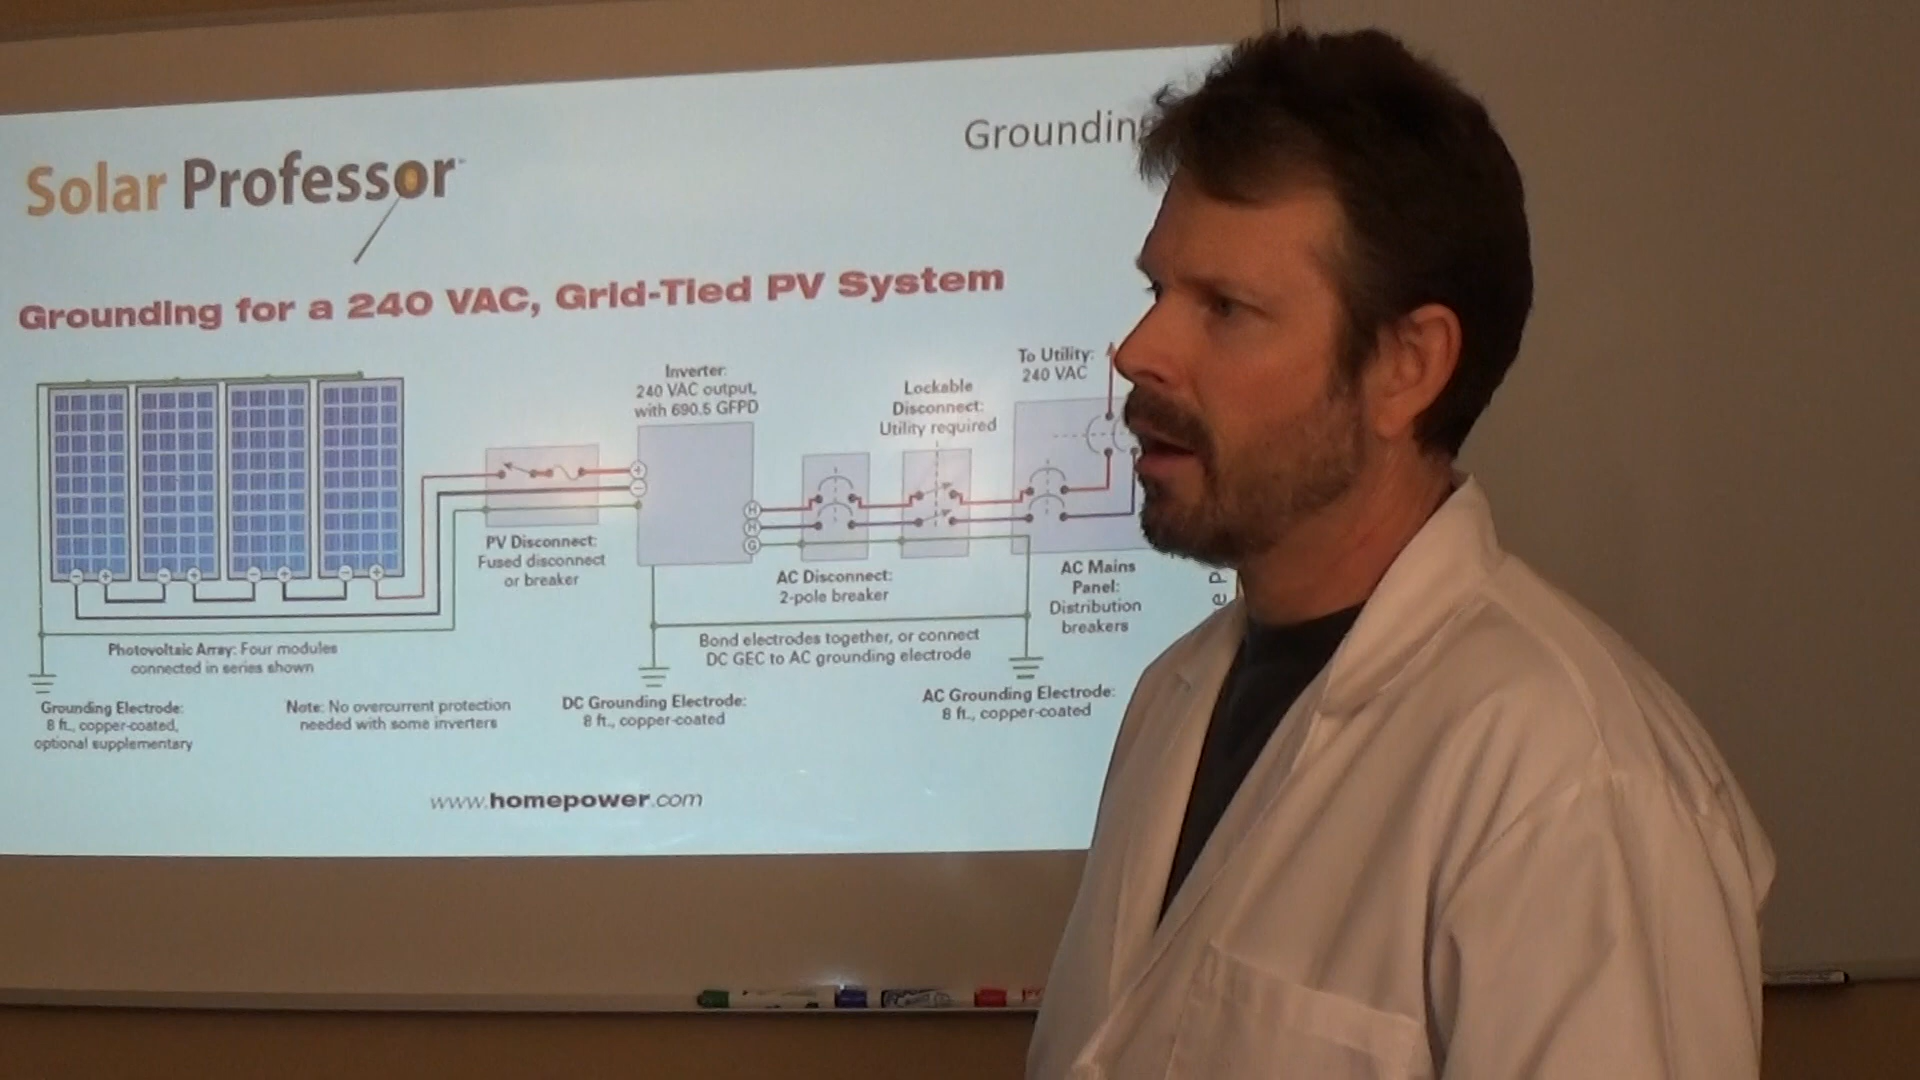 Grounding
Solar Professor
Grounding for a 240 VAC, Grid-Tied PV System
Inverter:
240 VAC output,
with 690.5 GFPD
Lockable
Disconnect:
Utility required
To Utility:
240 VAC
+
−
H
H
G
PV Disconnect:
Fused disconnect
or breaker
AC Disconnect:
2-pole breaker
AC Mains
Panel:
Distribution
breakers
− + − + − + − +
Photovoltaic Array: Four modules
connected in series shown
Bond electrodes together, or connect
DC GEC to AC grounding electrode
Grounding Electrode:
8 ft., copper-coated,
optional supplementary
Note: No overcurrent protection
needed with some inverters
DC Grounding Electrode:
8 ft., copper-coated
AC Grounding Electrode:
8 ft., copper-coated
www.homepower.com